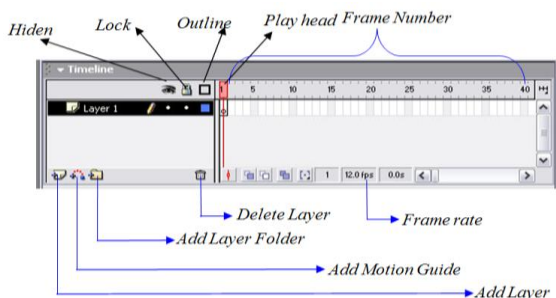 Hiden Lock Outline Play head Frame Number
Timeline
1 5 10 15 20 25 30 35 40
Layer 1
1 12.0 fps 0.0s
Delete Layer Frame rate
Add Layer Folder
Add Motion Guide
Add Layer